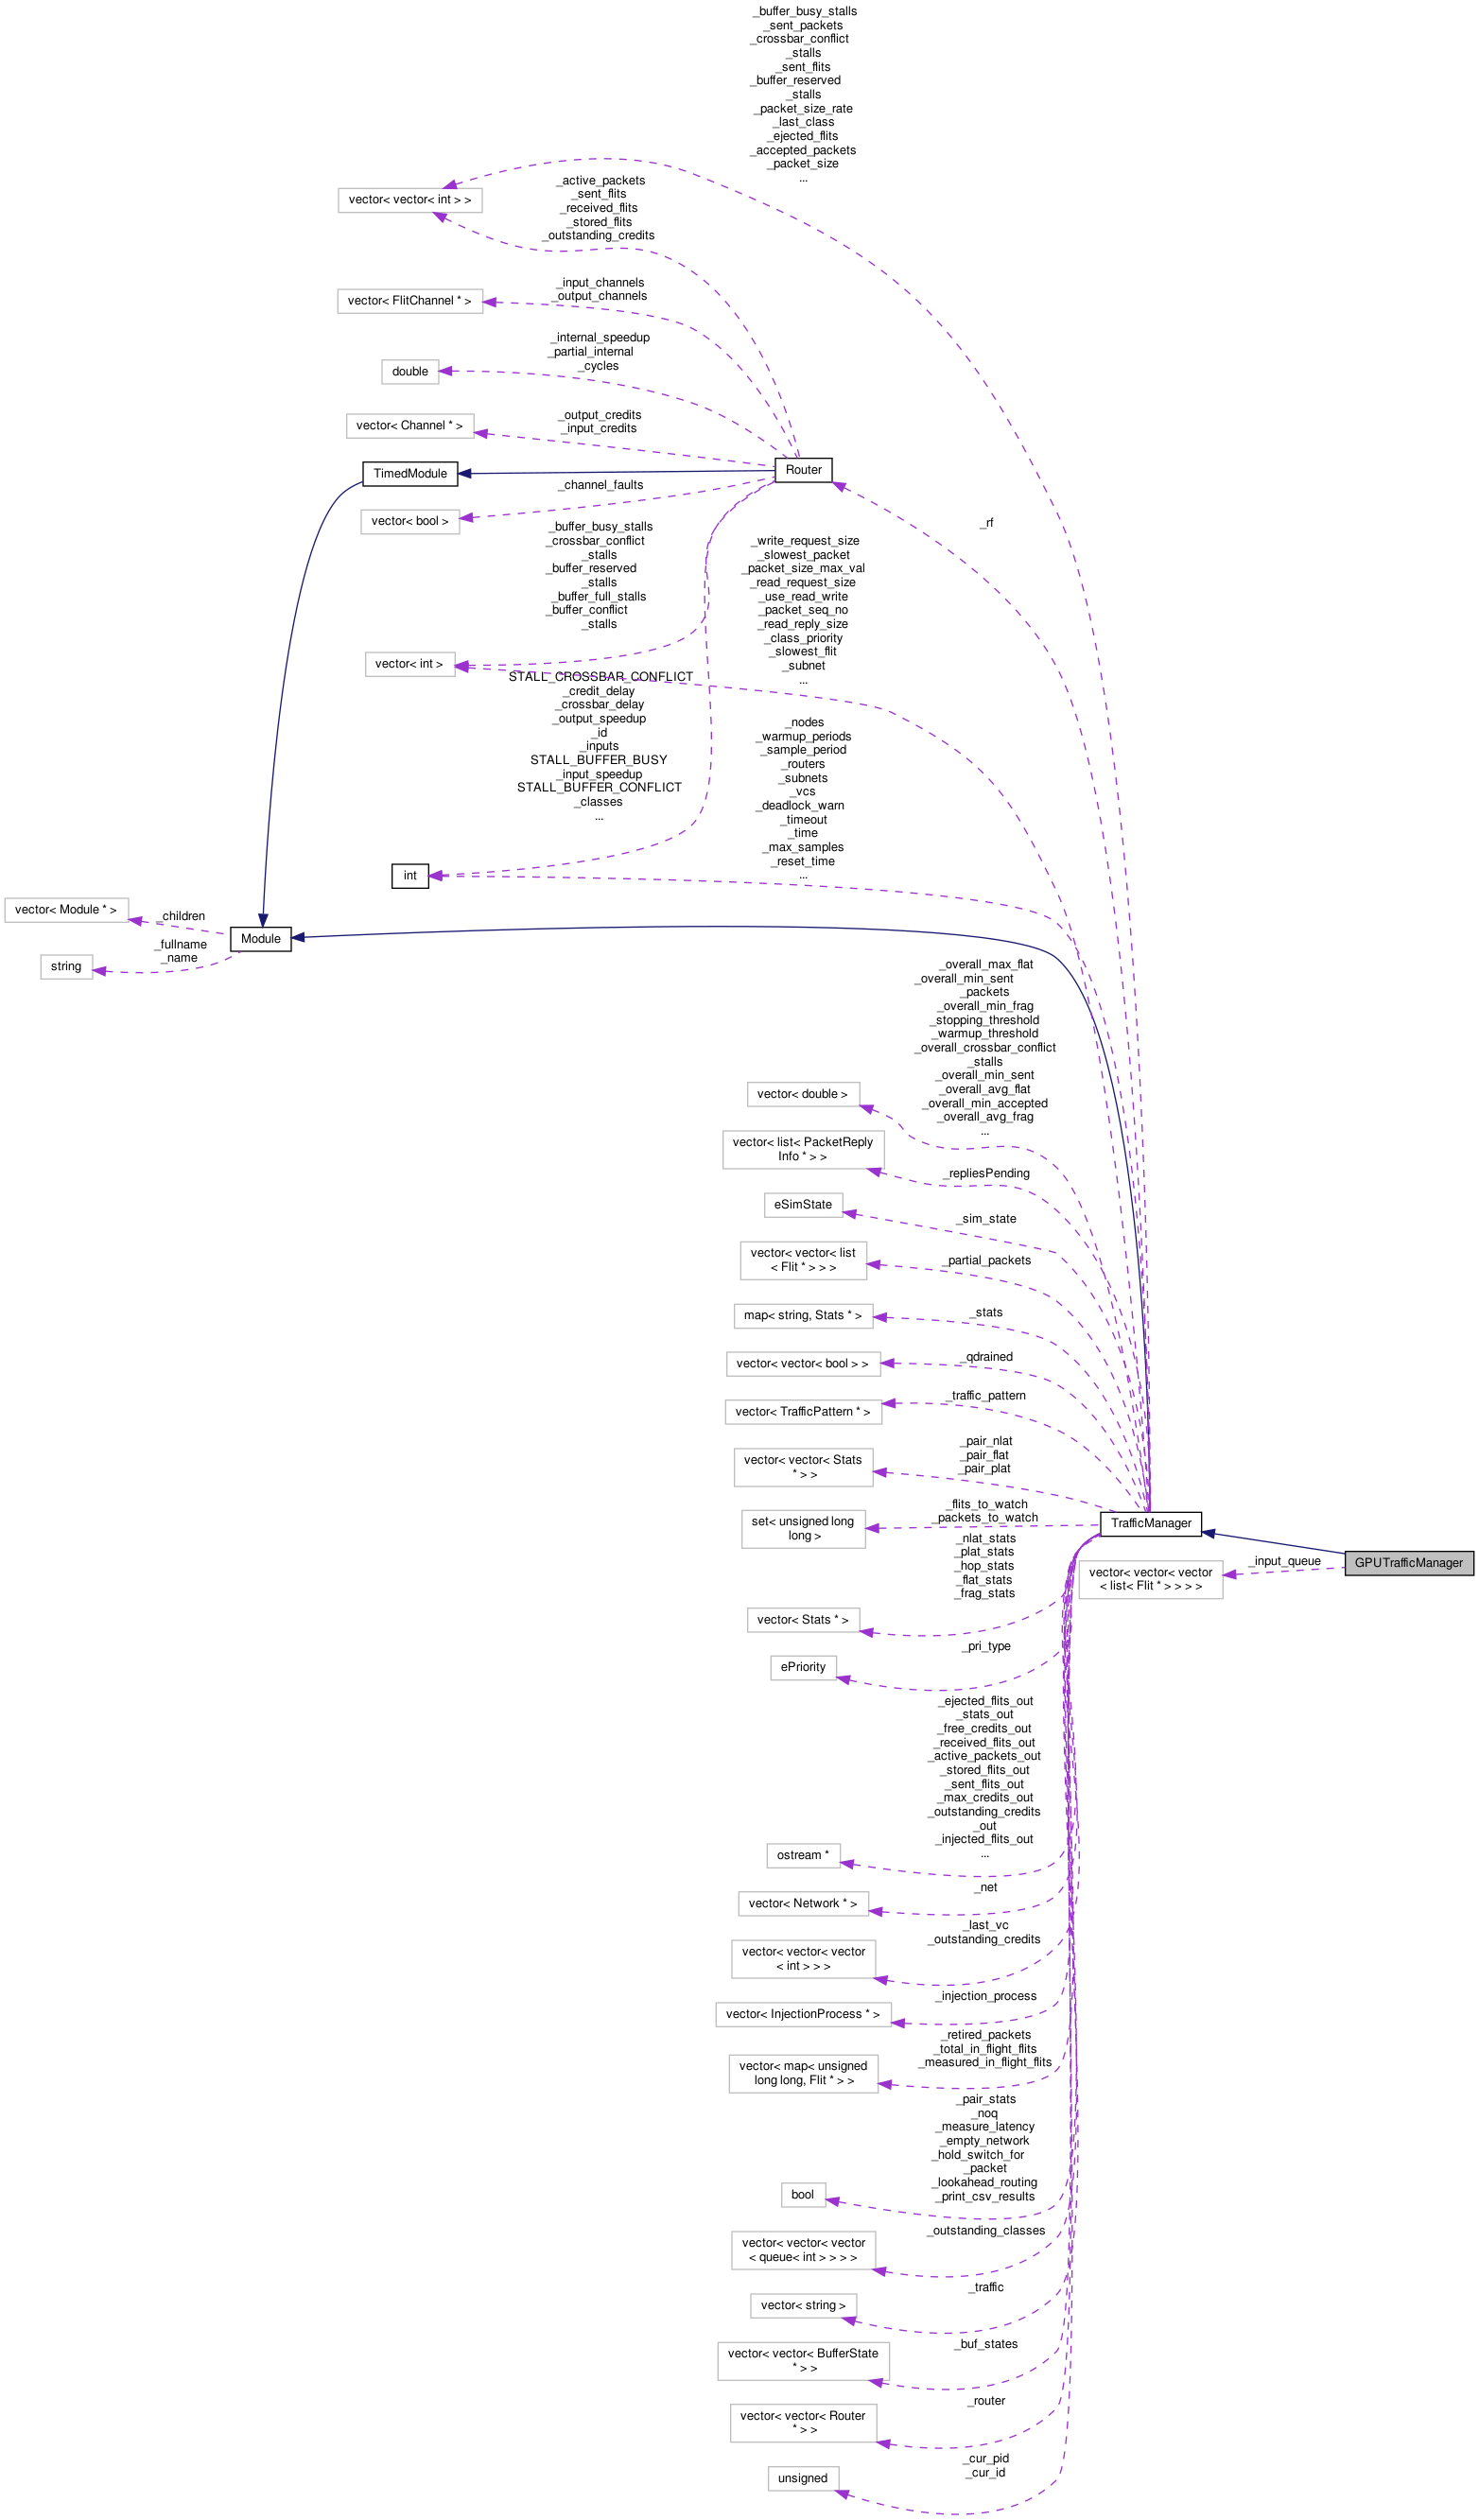 _buffer_busy_stalls
_sent_packets
_crossbar_conflict
_stalls
_sent_flits
_buffer_reserved
_stalls
_packet_size_rate
_last_class
_ejected_flits
_accepted_packets
_packet_size
...
vector< vector< int > >
_active_packets
_sent_flits
_received_flits
_stored_flits
_outstanding_credits
vector< FlitChannel * >
_input_channels
_output_channels
double
_internal_speedup
_partial_internal
_cycles
vector< Channel * >
_output_credits
_input_credits
TimedModule
Router
vector< bool >
_channel_faults
_rf
_buffer_busy_stalls
_crossbar_conflict
_stalls
_buffer_reserved
_stalls
_buffer_full_stalls
_buffer_conflict
_stalls
_write_request_size
_slowest_packet
_packet_size_max_val
_read_request_size
_use_read_write
_packet_seq_no
_read_reply_size
_class_priority
_slowest_flit
_subnet
...
vector< int >
STALL_CROSSBAR_CONFLICT
_credit_delay
_crossbar_delay
_output_speedup
_id
_inputs
STALL_BUFFER_BUSY
_input_speedup
STALL_BUFFER_CONFLICT
_classes
...
_nodes
_warmup_periods
_sample_period
_routers
_subnets
_vcs
_deadlock_warn
_timeout
_time
_max_samples
_reset_time
...
int
vector< Module * >
_children
Module
string
_fullname
_name
_overall_max_flat
_overall_min_sent
_packets
_overall_min_frag
_stopping_threshold
_warmup_threshold
_overall_crossbar_conflict
_stalls
_overall_min_sent
_overall_avg_flat
_overall_min_accepted
_overall_avg_frag
...
vector< double >
vector< list< PacketReply
Info * > >
_repliesPending
eSimState
_sim_state
vector< vector< list
< Flit * > > >
_partial_packets
map< string, Stats * >
_stats
vector< vector< bool > >
_qdrained
vector< TrafficPattern * >
_traffic_pattern
vector< vector< Stats
* > >
_pair_nlat
_pair_flat
_pair_plat
set< unsigned long
long >
_flits_to_watch
_packets_to_watch
TrafficManager
GPUTrafficManager
_input_queue
vector< vector< vector
< list< Flit * > > > >
_nlat_stats
_plat_stats
_hop_stats
_flat_stats
_frag_stats
vector< Stats * >
ePriority
_pri_type
_ejected_flits_out
_stats_out
_free_credits_out
_received_flits_out
_active_packets_out
_stored_flits_out
_sent_flits_out
_max_credits_out
_outstanding_credits
_out
_injected_flits_out
...
ostream *
vector< Network * >
_net
vector< vector< vector
< int > > >
_last_vc
_outstanding_credits
vector< InjectionProcess * >
_injection_process
vector< map< unsigned
long long, Flit * > >
_retired_packets
_total_in_flight_flits
_measured_in_flight_flits
_pair_stats
_noq
_measure_latency
_empty_network
_hold_switch_for
_packet
_lookahead_routing
_print_csv_results
bool
vector< vector< vector
< queue< int > > > >
_outstanding_classes
vector< string >
_traffic
vector< vector< BufferState
* > >
_buf_states
vector< vector< Router
* > >
_router
unsigned
_cur_pid
_cur_id